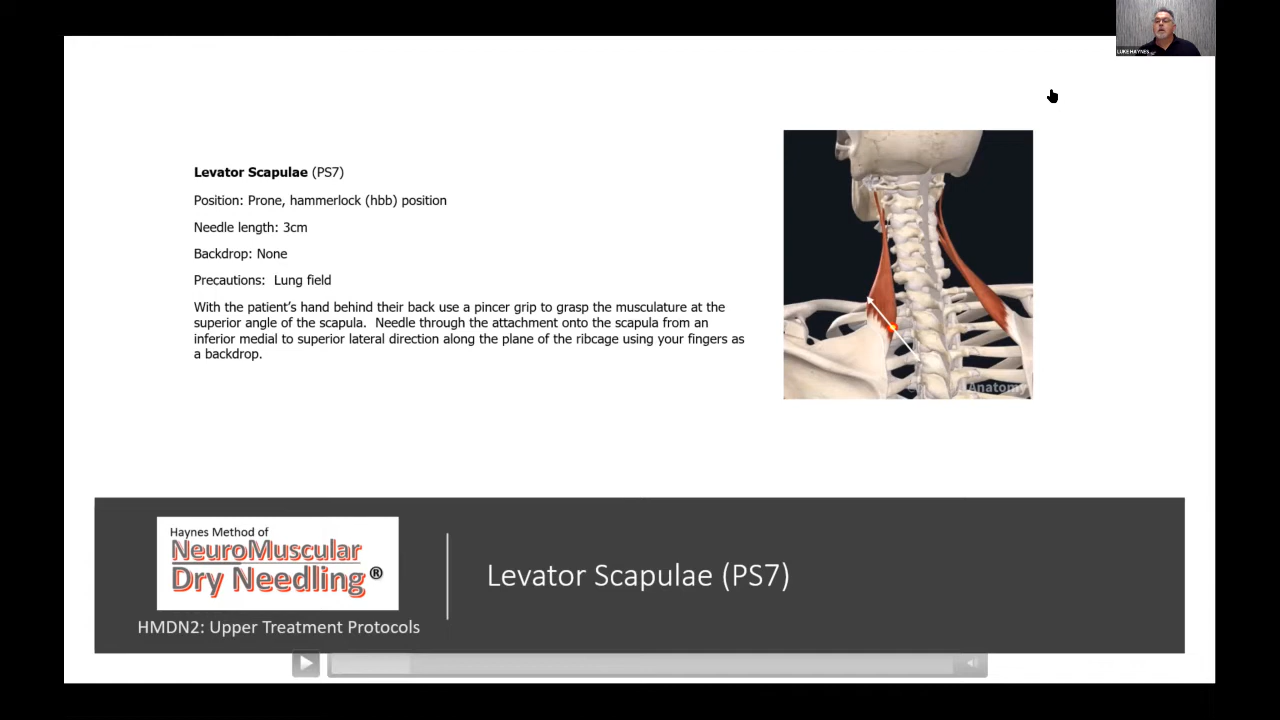 LUKE HAYNES
Levator Scapulae (PS7)
Position: Prone, hammerlock (hbb) position
Needle length: 3cm
Backdrop: None
Precautions:  Lung field
With the patient’s hand behind their back use a pincer grip to grasp the musculature at the
superior angle of the scapula.  Needle through the attachment onto the scapula from an
inferior medial to superior lateral direction along the plane of the ribcage using your fingers as
a backdrop.
Anatomy
Haynes Method of
NeuroMuscular
Dry Needling®
HMDN2: Upper Treatment Protocols
Levator Scapulae (PS7)